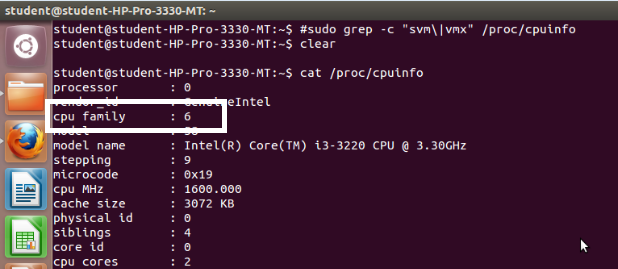 student@student-HP-Pro-3330-MT: ~
student@student-HP-Pro-3330-MT:~$ #sudo grep -c "svm\|vmx" /proc/cpuinfo
student@student-HP-Pro-3330-MT:~$ clear
student@student-HP-Pro-3330-MT:~$ cat /proc/cpuinfo
processor : 0
vendor_id : GenuineIntel
cpu family : 6
model : 58
model name : Intel(R) Core(TM) i3-3220 CPU @ 3.30GHz
stepping : 9
microcode : 0x19
cpu MHz : 1600.000
cache size : 3072 KB
physical id : 0
siblings : 4
core id : 0
cpu cores : 2